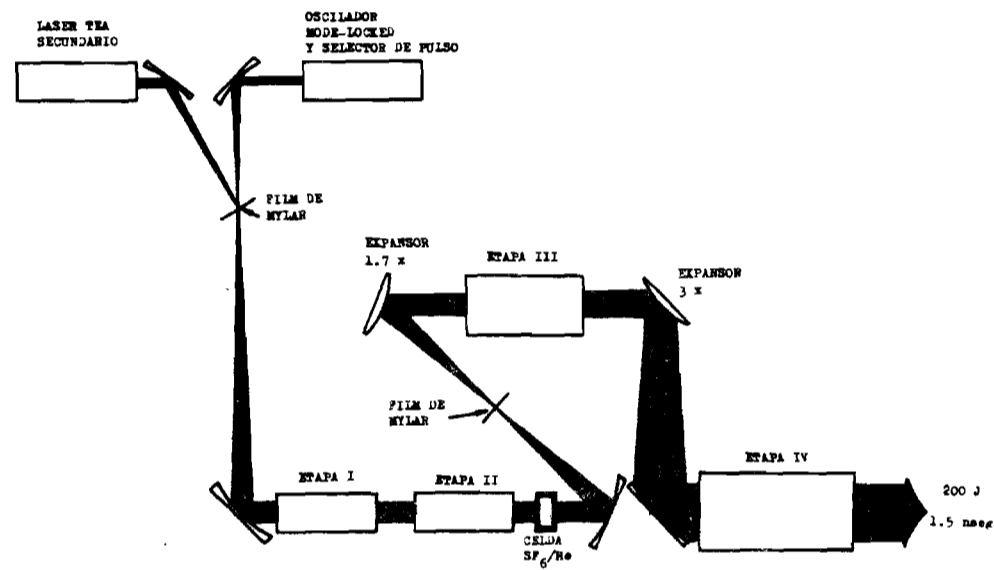 LASER TEA
SECUNDARIO
OSCILADOR
MODE-LOCKED
Y SELECTOR DE PULSO
FILM DE
MYLAR
EXPANSOR
1.7 x
ETAPA III
EXPANSOR
3 x
FILM DE
MYLAR
ETAPA I
ETAPA II
CELDA
SF6/He
ETAPA IV
200 J
1.5 nseg